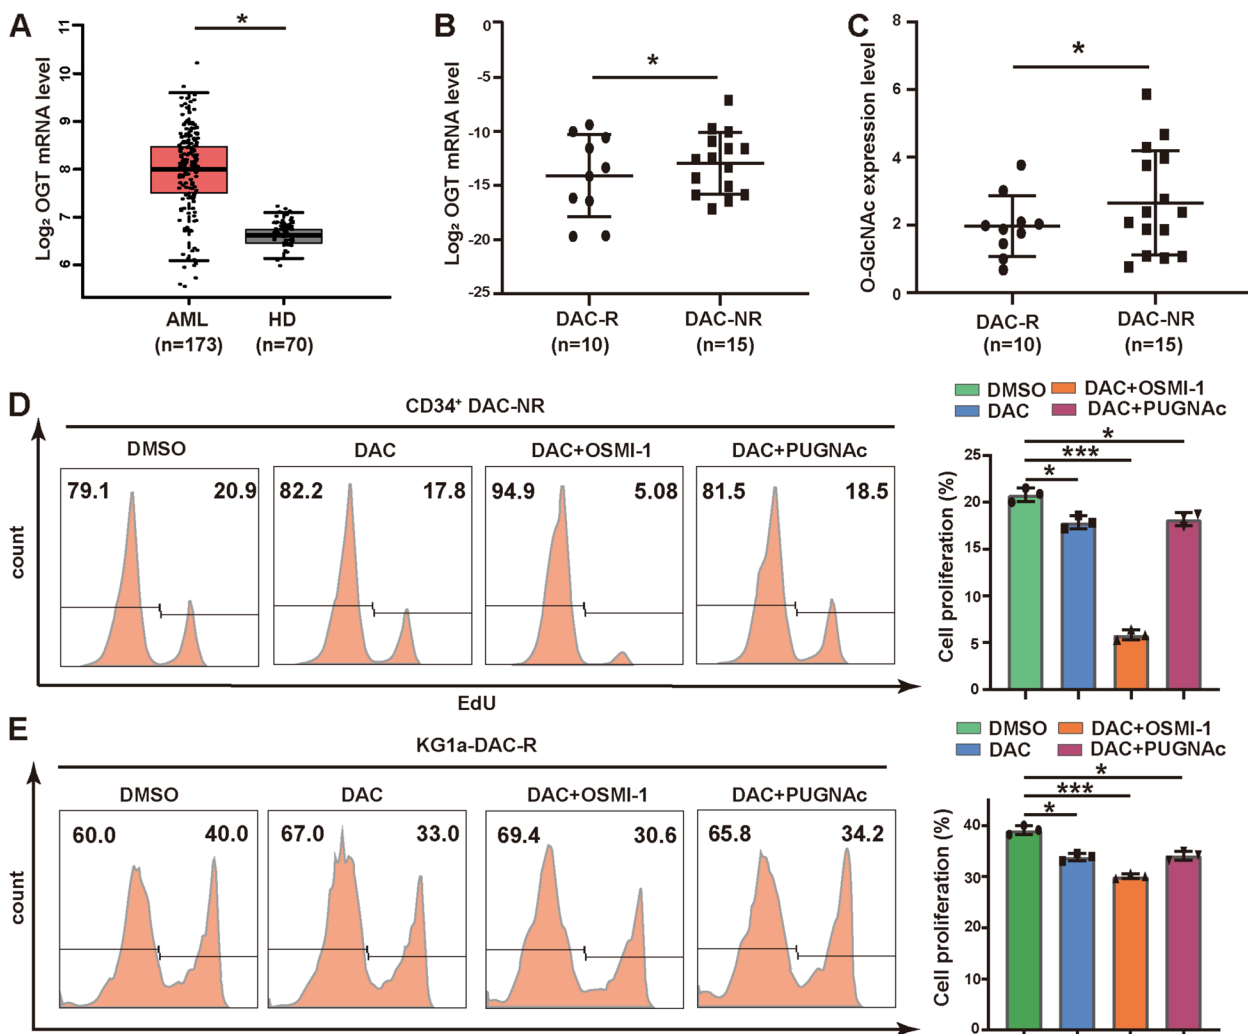 A
Log₂ OGT mRNA level
11
10
9
8
7
6
*
AML
(n=173)
HD
(n=70)
B
Log₂ OGT mRNA level
0
-5
-10
-15
-20
-25
*
DAC-R
(n=10)
DAC-NR
(n=15)
C
O-GlcNAc expression level
8
6
4
2
0
*
DAC-R
(n=10)
DAC-NR
(n=15)
D
CD34⁺ DAC-NR
count
DMSO
79.1 20.9
DAC
82.2 17.8
DAC+OSMI-1
94.9 5.08
DAC+PUGNAc
81.5 18.5
EdU
DMSO DAC+OSMI-1
DAC DAC+PUGNAc
Cell proliferation (%)
25
20
15
10
5
0
*
***
*
E
KG1a-DAC-R
count
DMSO
60.0 40.0
DAC
67.0 33.0
DAC+OSMI-1
69.4 30.6
DAC+PUGNAc
65.8 34.2
DMSO DAC+OSMI-1
DAC DAC+PUGNAc
Cell proliferation (%)
40
30
20
10
0
*
***
*